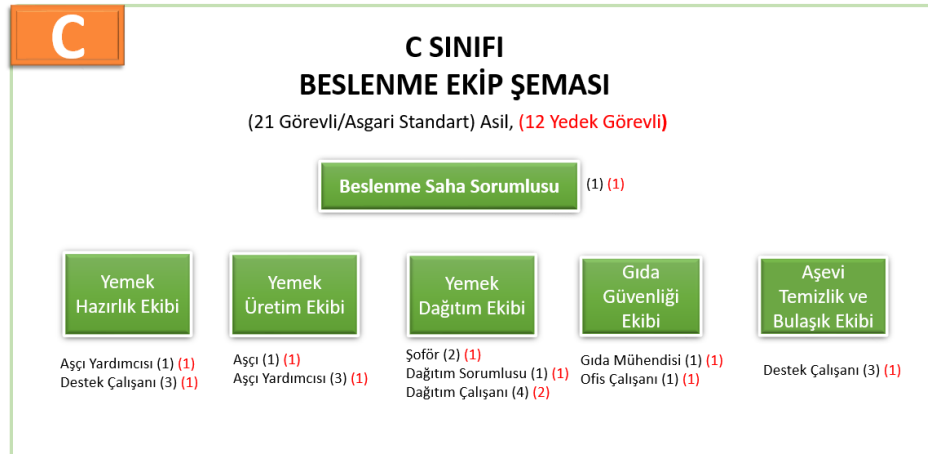 C
C SINIFI
BESLENME EKİP ŞEMASI
(21 Görevli/Asgari Standart) Asil, (12 Yedek Görevli)
Beslenme Saha Sorumlusu
(1) (1)
Yemek
Hazırlık Ekibi
Aşçı Yardımcısı (1) (1)
Destek Çalışanı (3) (1)
Yemek
Üretim Ekibi
Aşçı (1) (1)
Aşçı Yardımcısı (3) (1)
Yemek
Dağıtım Ekibi
Şoför (2) (1)
Dağıtım Sorumlusu (1) (1)
Dağıtım Çalışanı (4) (2)
Gıda
Güvenliği
Ekibi
Gıda Mühendisi (1) (1)
Ofis Çalışanı (1) (1)
Aşevi
Temizlik ve
Bulaşık Ekibi
Destek Çalışanı (3) (1)